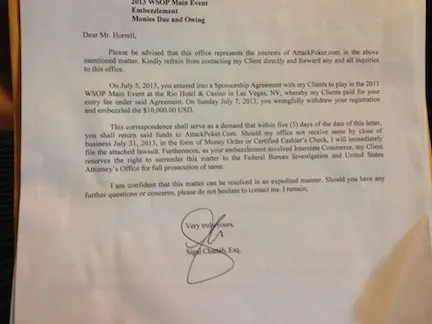 2013 WSOP Main Event
Embezzlement
Monies Due and Owing
Dear Mr. Horrell,
Please be advised that this office represents the interests of AttackPoker.com in the above
mentioned matter. Kindly refrain from contacting my Client directly and forward any and all inquiries
to this office.
On July 5, 2013, you entered into a Sponsorship Agreement with my Clients to play in the 2013
WSOP Main Event at the Rio Hotel & Casino in Las Vegas, NV, whereby my Clients paid for your
entry fee under said Agreement. On Sunday July 7, 2013, you wrongfully withdrew your registration
and embezzled the $10,000.00 USD.
This correspondence shall serve as a demand that within five (5) days of the date of this letter,
you shall return said funds to AttackPoker.Com. Should my office not receive same by close of
business July 31, 2013, in the form of Money Order or Certified Cashier's Check, I will immediately
file the attached lawsuit. Furthermore, as your embezzlement involved Interstate Commerce, my Client
reserves the right to surrender this matter to the Federal Bureau Investigation and United States
Attorney's Office for full prosecution of same.
I am confident that this matter can be resolved in an expedited manner. Should you have any
further questions or concerns, please do not hesitate to contact me. I remain,
Very truly yours,
Sigal Chattah, Esq.